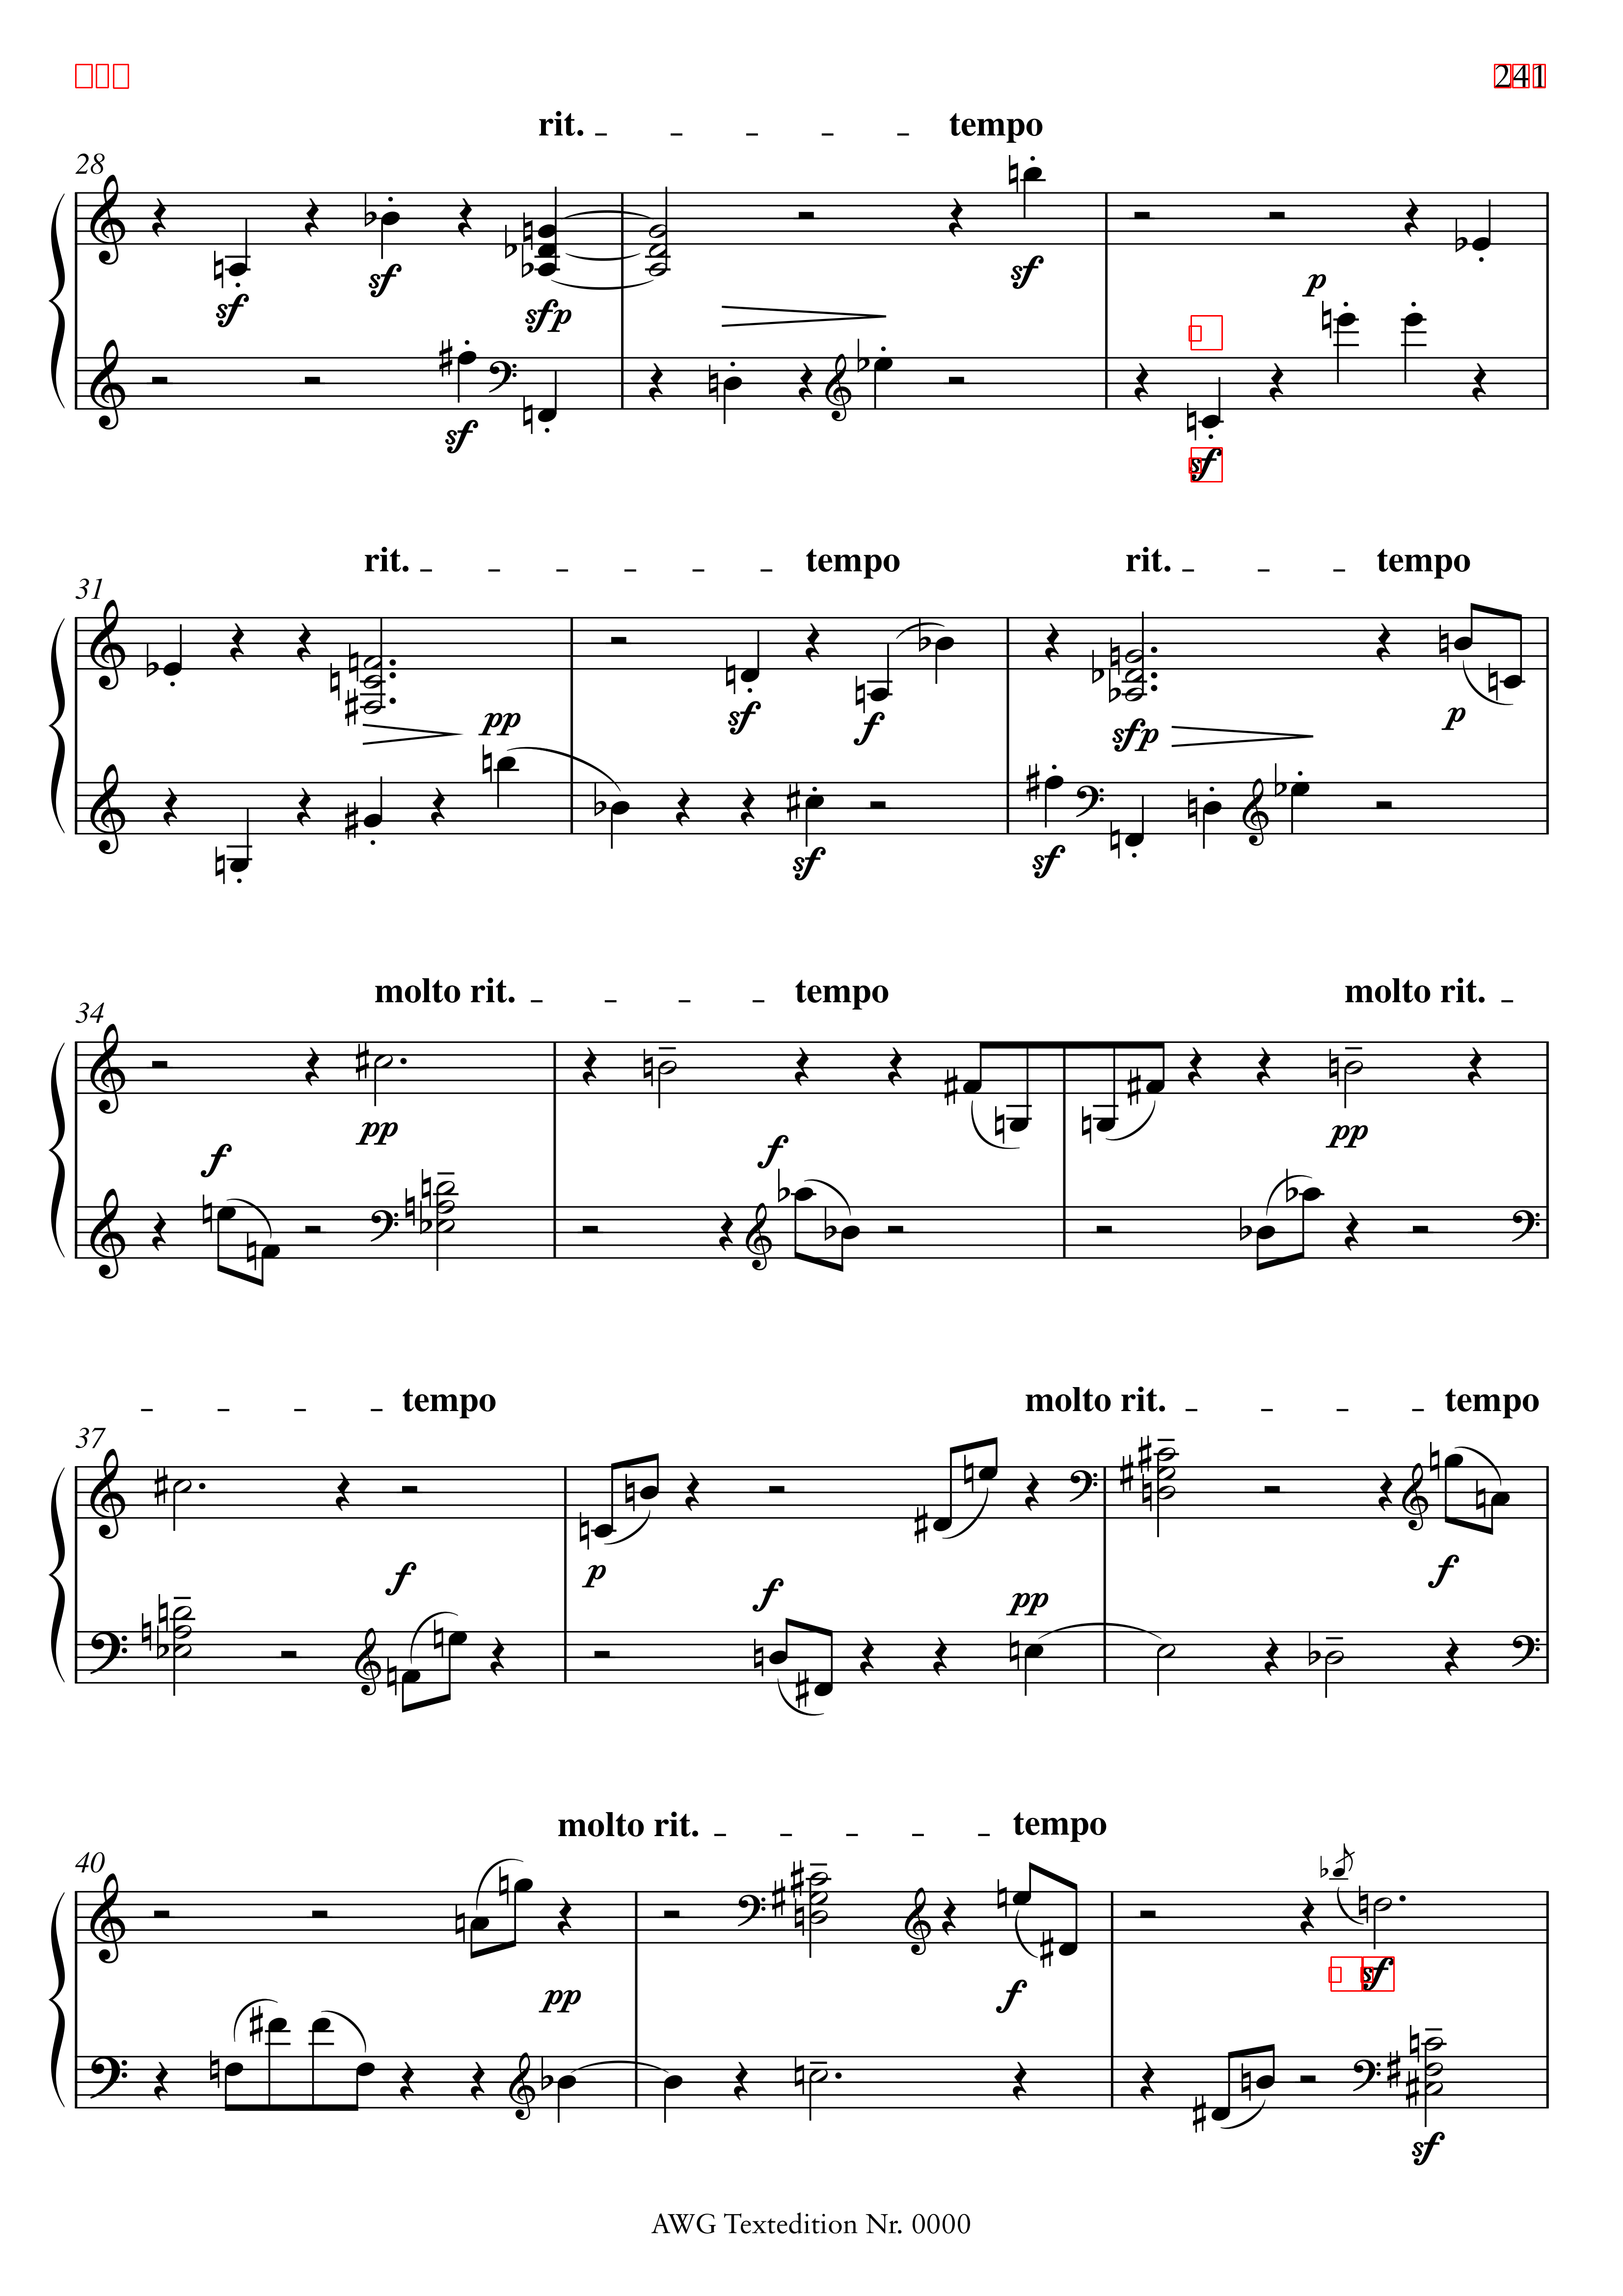 241
rit. tempo
28
sf sf sfp sf p
sf sf
rit. tempo rit. tempo
31
pp sf f sfp p
sf sf
molto rit. tempo molto rit.
34
f pp f pp
tempo molto rit. tempo
37
f p f pp f
molto rit. tempo
40
pp f sf
sf
AWG Textedition Nr. 0000